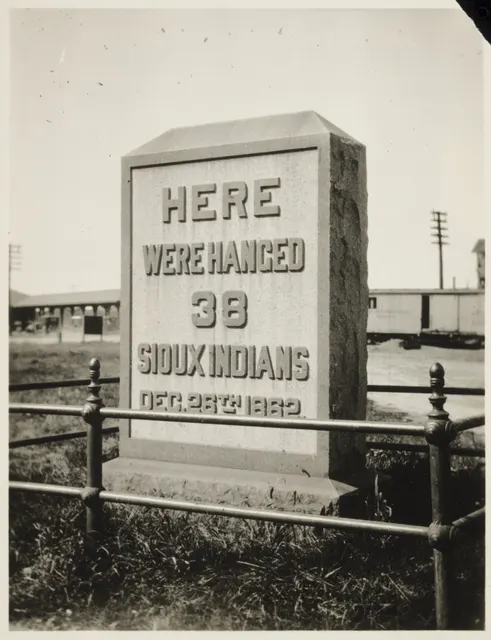 HERE
WERE HANGED
38
SIOUX INDIANS
DEC. 26TH 1862